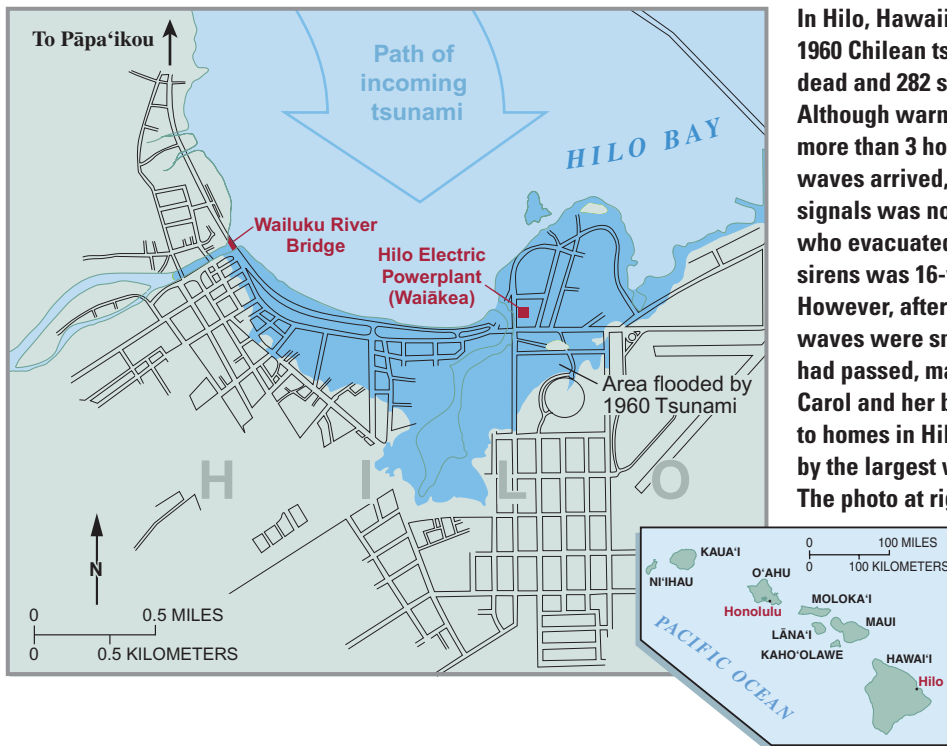 To Pāpa‘ikou
Path of
incoming
tsunami
HILO BAY
Wailuku River
Bridge
Hilo Electric
Powerplant
(Waiākea)
Area flooded by
1960 Tsunami
HILO
N
0 0.5 MILES
0 0.5 KILOMETERS
In Hilo, Hawaii
1960 Chilean ts
dead and 282 s
Although warn
more than 3 ho
waves arrived,
signals was no
who evacuated
sirens was 16-
However, after
waves were sm
had passed, ma
Carol and her b
to homes in Hil
by the largest w
The photo at rig
0 100 MILES
0 100 KILOMETERS
KAUA‘I
NI‘IHAU
O‘AHU
Honolulu
MOLOKA‘I
MAUI
LĀNA‘I
KAHO‘OLAWE
HAWAI‘I
Hilo
PACIFIC OCEAN